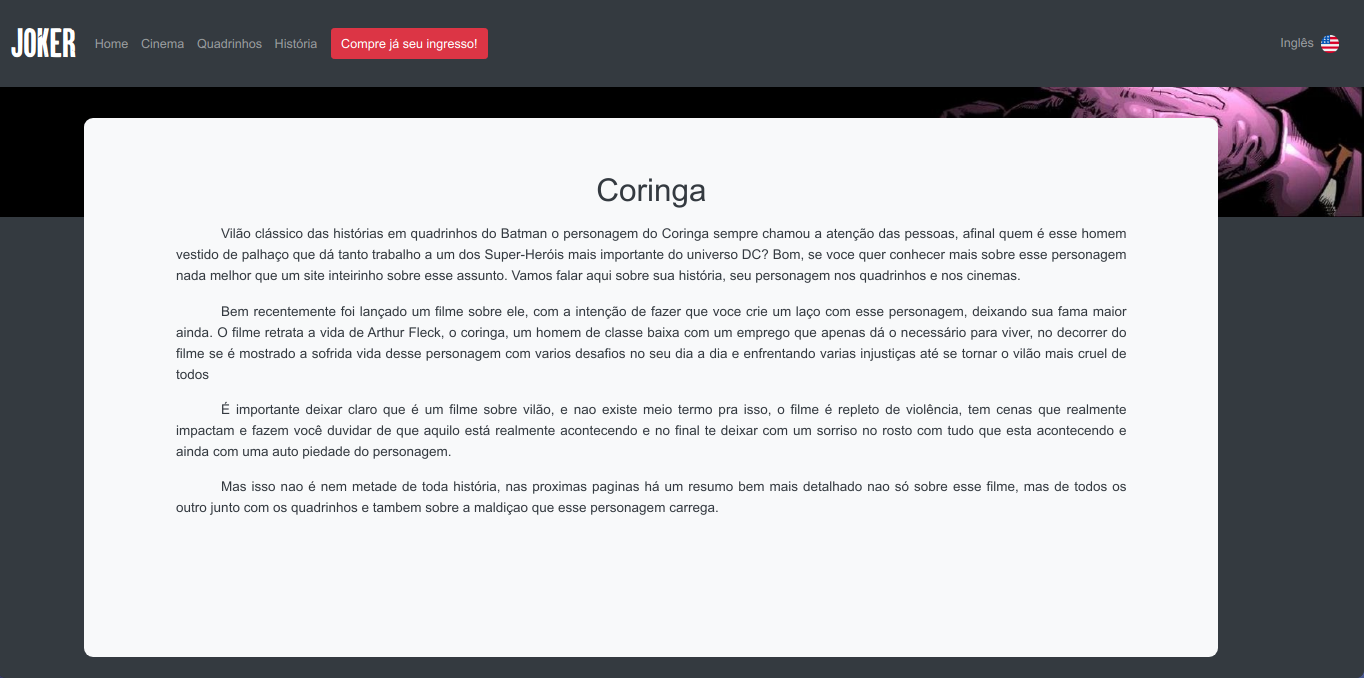 JOKER Home Cinema Quadrinhos História Compre já seu ingresso! Inglês
Coringa
Vilão clássico das histórias em quadrinhos do Batman o personagem do Coringa sempre chamou a atenção das pessoas, afinal quem é esse homem
vestido de palhaço que dá tanto trabalho a um dos Super-Heróis mais importante do universo DC? Bom, se voce quer conhecer mais sobre esse personagem
nada melhor que um site inteirinho sobre esse assunto. Vamos falar aqui sobre sua história, seu personagem nos quadrinhos e nos cinemas.
Bem recentemente foi lançado um filme sobre ele, com a intenção de fazer que voce crie um laço com esse personagem, deixando sua fama maior
ainda. O filme retrata a vida de Arthur Fleck, o coringa, um homem de classe baixa com um emprego que apenas dá o necessário para viver, no decorrer do
filme se é mostrado a sofrida vida desse personagem com varios desafios no seu dia a dia e enfrentando varias injustiças até se tornar o vilão mais cruel de
todos
É importante deixar claro que é um filme sobre vilão, e nao existe meio termo pra isso, o filme é repleto de violência, tem cenas que realmente
impactam e fazem você duvidar de que aquilo está realmente acontecendo e no final te deixar com um sorriso no rosto com tudo que esta acontecendo e
ainda com uma auto piedade do personagem.
Mas isso nao é nem metade de toda história, nas proximas paginas há um resumo bem mais detalhado nao só sobre esse filme, mas de todos os
outro junto com os quadrinhos e tambem sobre a maldiçao que esse personagem carrega.